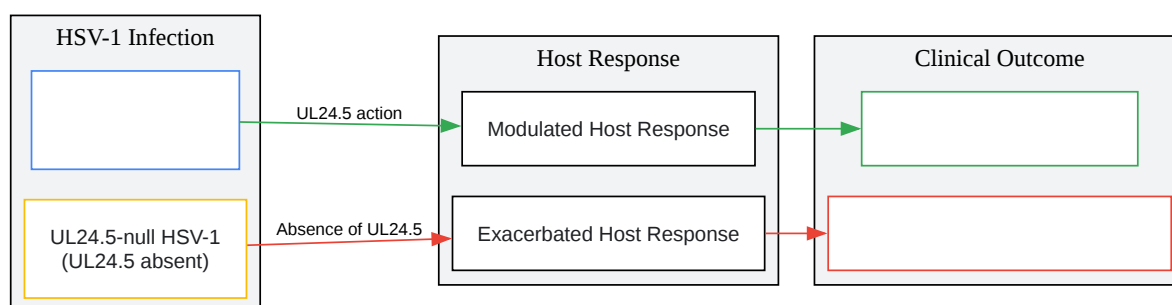 HSV-1 Infection
UL24.5-null HSV-1
(UL24.5 absent)
UL24.5 action
Absence of UL24.5
Host Response
Modulated Host Response
Exacerbated Host Response
Clinical Outcome